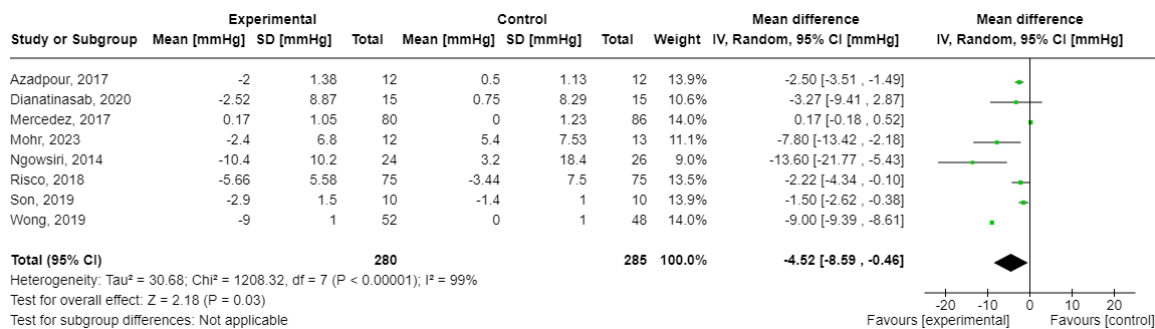 Experimental Control Mean difference Mean difference
Study or Subgroup Mean [mmHg] SD [mmHg] Total Mean [mmHg] SD [mmHg] Total Weight IV, Random, 95% CI [mmHg] IV, Random, 95% CI [mmHg]
Azadpour, 2017 -2 1.38 12 0.5 1.13 12 13.9% -2.50 [-3.51 , -1.49]
Dianatinasab, 2020 -2.52 8.87 15 0.75 8.29 15 10.6% -3.27 [-9.41 , 2.87]
Mercedez, 2017 0.17 1.05 80 0 1.23 86 14.0% 0.17 [-0.18 , 0.52]
Mohr, 2023 -2.4 6.8 12 5.4 7.53 13 11.1% -7.80 [-13.42 , -2.18]
Ngowsiri, 2014 -10.4 10.2 24 3.2 18.4 26 9.0% -13.60 [-21.77 , -5.43]
Risco, 2018 -5.66 5.58 75 -3.44 7.5 75 13.5% -2.22 [-4.34 , -0.10]
Son, 2019 -2.9 1.5 10 -1.4 1 10 13.9% -1.50 [-2.62 , -0.38]
Wong, 2019 -9 1 52 0 1 48 14.0% -9.00 [-9.39 , -8.61]
Total (95% CI) 280 285 100.0% -4.52 [-8.59 , -0.46]
Heterogeneity: Tau² = 30.68; Chi² = 1208.32, df = 7 (P < 0.00001); I² = 99%
Test for overall effect: Z = 2.18 (P = 0.03)
Test for subgroup differences: Not applicable
-20 -10 0 10 20
Favours [experimental] Favours [control]